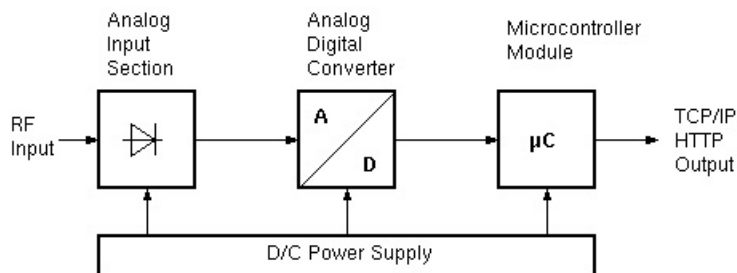 Analog
Input
Section
Analog
Digital
Converter
Microcontroller
Module
RF
Input
A
D
µC
TCP/IP
HTTP
Output
D/C Power Supply